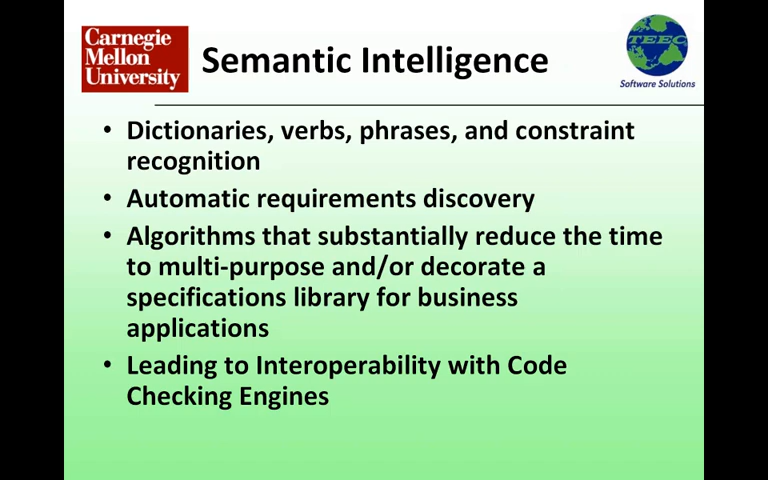 Carnegie
Mellon
University
Semantic Intelligence
TEEC
Software Solutions
• Dictionaries, verbs, phrases, and constraint
recognition
• Automatic requirements discovery
• Algorithms that substantially reduce the time
to multi-purpose and/or decorate a
specifications library for business
applications
• Leading to Interoperability with Code
Checking Engines